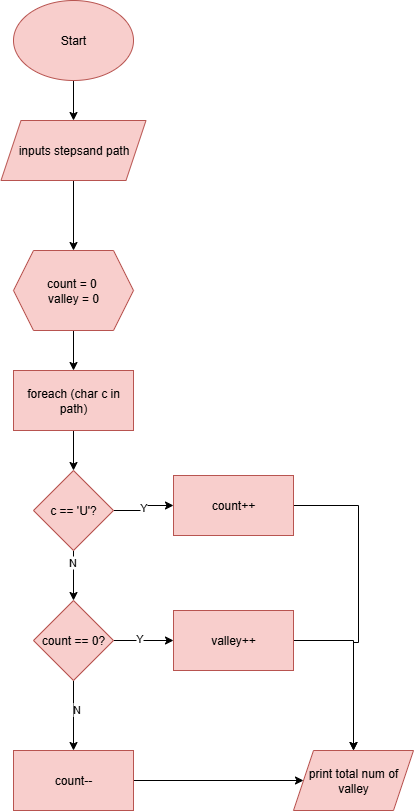 Start
inputs stepsand path
count = 0
valley = 0
foreach (char c in
path)
c == 'U'?
Y
count++
N
count == 0?
Y
valley++
N
count--
print total num of
valley